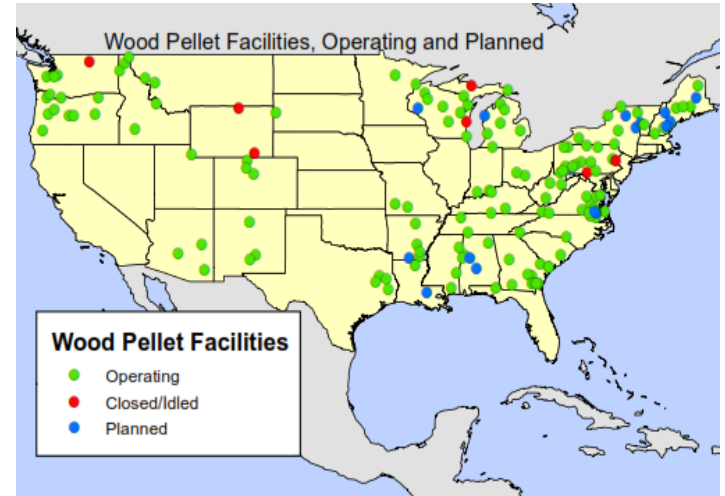 Wood Pellet Facilities, Operating and Planned
Wood Pellet Facilities
Operating
Closed/Idled
Planned